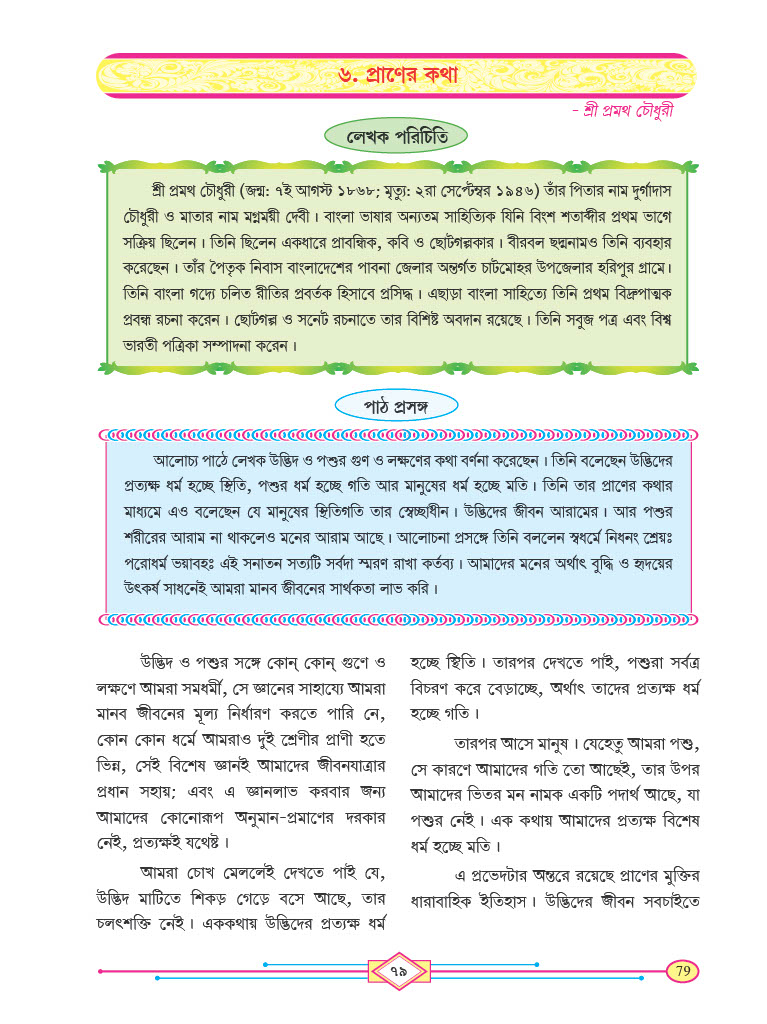 ৬. প্রাণের কথা
- শ্রী প্রমথ চৌধুরী
লেখক পরিচিতি
শ্রী প্রমথ চৌধুরী (জন্ম: ৭ই আগস্ট ১৮৬৮; মৃত্যু: ২রা সেপ্টেম্বর ১৯৪৬) তাঁর পিতার নাম দুর্গাদাস
চৌধুরী ও মাতার নাম মগ্নময়ী দেবী। বাংলা ভাষার অন্যতম সাহিত্যিক যিনি বিংশ শতাব্দীর প্রথম ভাগে
সক্রিয় ছিলেন। তিনি ছিলেন একধারে প্রাবন্ধিক, কবি ও ছোটগল্পকার। বীরবল ছদ্মনামও তিনি ব্যবহার
করেছেন। তাঁর পৈতৃক নিবাস বাংলাদেশের পাবনা জেলার অন্তর্গত চাটমোহর উপজেলার হরিপুর গ্রামে।
তিনি বাংলা গদ্যে চলিত রীতির প্রবর্তক হিসাবে প্রসিদ্ধ। এছাড়া বাংলা সাহিত্যে তিনি প্রথম বিদ্রুপাত্মক
প্রবন্ধ রচনা করেন। ছোটগল্প ও সনেট রচনাতে তার বিশিষ্ট অবদান রয়েছে। তিনি সবুজ পত্র এবং বিশ্ব
ভারতী পত্রিকা সম্পাদনা করেন।
পাঠ প্রসঙ্গ
আলোচ্য পাঠে লেখক উদ্ভিদ ও পশুর গুণ ও লক্ষণের কথা বর্ণনা করেছেন। তিনি বলেছেন উদ্ভিদের
প্রত্যক্ষ ধর্ম হচ্ছে স্থিতি, পশুর ধর্ম হচ্ছে গতি আর মানুষের ধর্ম হচ্ছে মতি। তিনি তার প্রাণের কথার
মাধ্যমে এও বলেছেন যে মানুষের স্থিতিগতি তার স্বেচ্ছাধীন। উদ্ভিদের জীবন আরামের। আর পশুর
শরীরের আরাম না থাকলেও মনের আরাম আছে। আলোচনা প্রসঙ্গে তিনি বললেন স্বধর্মে নিধনং শ্রেয়ঃ
পরোধর্ম ভয়াবহঃ এই সনাতন সত্যটি সর্বদা স্মরণ রাখা কর্তব্য। আমাদের মনের অর্থাৎ বুদ্ধি ও হৃদয়ের
উৎকর্ষ সাধনেই আমরা মানব জীবনের সার্থকতা লাভ করি।
উদ্ভিদ ও পশুর সঙ্গে কোন্ কোন্ গুণে ও
লক্ষণে আমরা সমধর্মী, সে জ্ঞানের সাহায্যে আমরা
মানব জীবনের মূল্য নির্ধারণ করতে পারি নে,
কোন কোন ধর্মে আমরাও দুই শ্রেণীর প্রাণী হতে
ভিন্ন, সেই বিশেষ জ্ঞানই আমাদের জীবনযাত্রার
প্রধান সহায়: এবং এ জ্ঞানলাভ করবার জন্য
আমাদের কোনোরূপ অনুমান-প্রমাণের দরকার
নেই, প্রত্যক্ষই যথেষ্ট।
আমরা চোখ মেললেই দেখতে পাই যে,
উদ্ভিদ মাটিতে শিকড় গেড়ে বসে আছে, তার
চলৎশক্তি নেই। এককথায় উদ্ভিদের প্রত্যক্ষ ধর্ম
হচ্ছে স্থিতি। তারপর দেখতে পাই, পশুরা সর্বত্র
বিচরণ করে বেড়াচ্ছে, অর্থাৎ তাদের প্রত্যক্ষ ধর্ম
হচ্ছে গতি।
তারপর আসে মানুষ। যেহেতু আমরা পশু,
সে কারণে আমাদের গতি তো আছেই, তার উপর
আমাদের ভিতর মন নামক একটি পদার্থ আছে, যা
পশুর নেই। এক কথায় আমাদের প্রত্যক্ষ বিশেষ
ধর্ম হচ্ছে মতি।
এ প্রভেদটার অন্তরে রয়েছে প্রাণের মুক্তির
ধারাবাহিক ইতিহাস। উদ্ভিদের জীবন সবচাইতে
৭৯
79